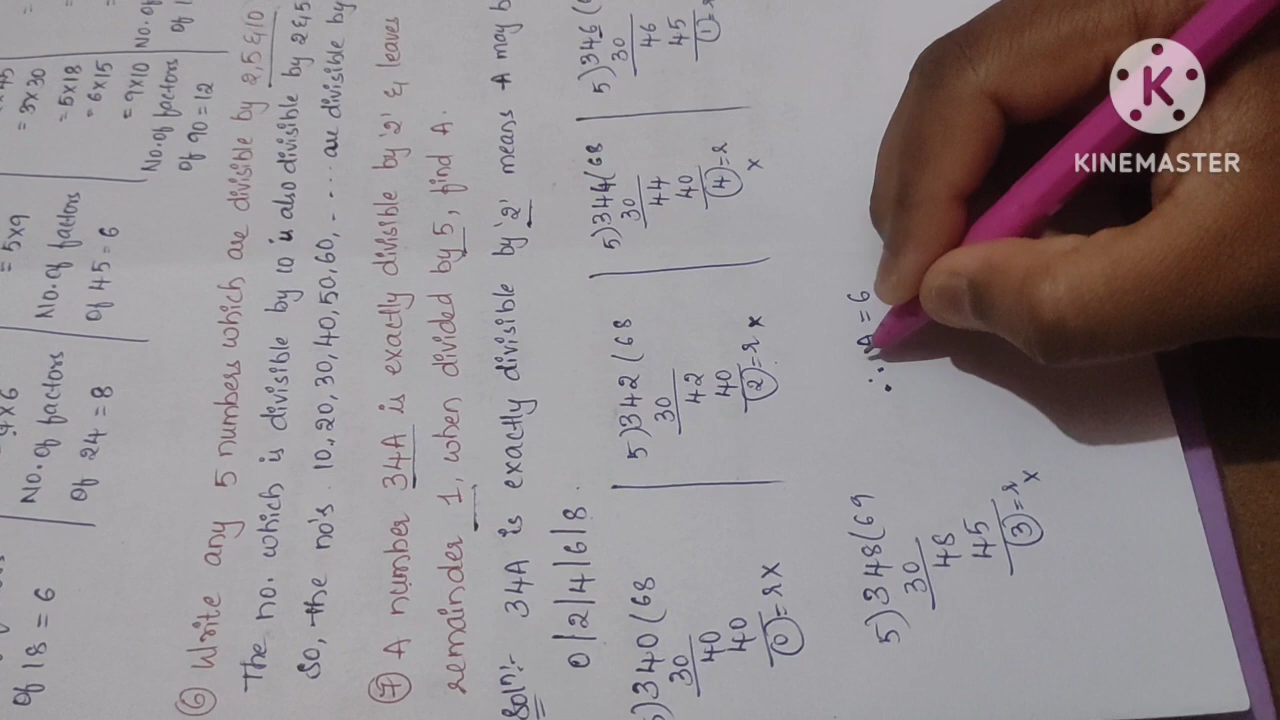 = 3x30
= 5x18
= 6x15
= 9x10
= 5x9
No. of factors
of 90 = 12
No. of
No. of factors
of 45 = 6
No. of factors
of 24 = 8
of 18 = 6
⑥ Write any 5 numbers which are divisible by 2,5 & 10
The no. which is divisible by 10 is also divisible by 2 & 5
So, the no's. 10, 20, 30, 40, 50, 60, .... are divisible by
⑦ A number 34A is exactly divisible by '2' & leaves
remainder 1, when divided by 5, find A.
Soln:- 34A is exactly divisible by '2' means A may b
0/2/4/6/8.
5)340(68
30
40
40
0=r x
5)342(68
30
42
40
2=r x
5)344(68
30
44
40
4=r
x
5)346(
30
46
45
1=r
5)348(69
30
48
45
3=r
x
∴ A = 6
K
KINEMASTER